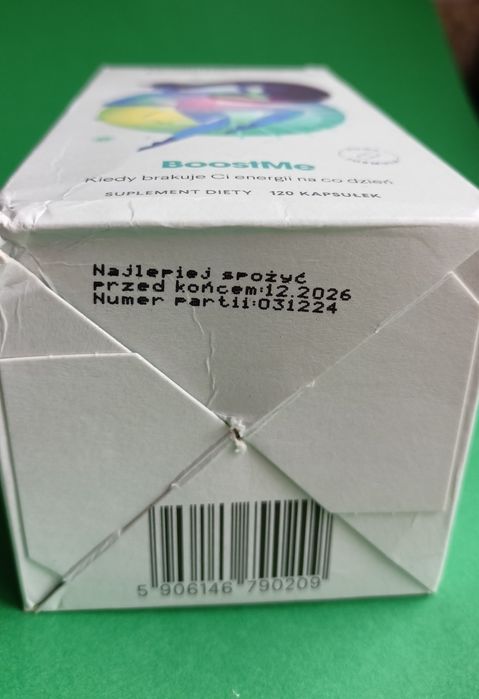 BoostMe
Kiedy brakuje Ci energii na co dzień
SUPLEMENT DIETY 120 KAPSUŁEK
Najlepiej spożyć
przed końcem:12.2026
Numer partii:031224
5 906146 790209